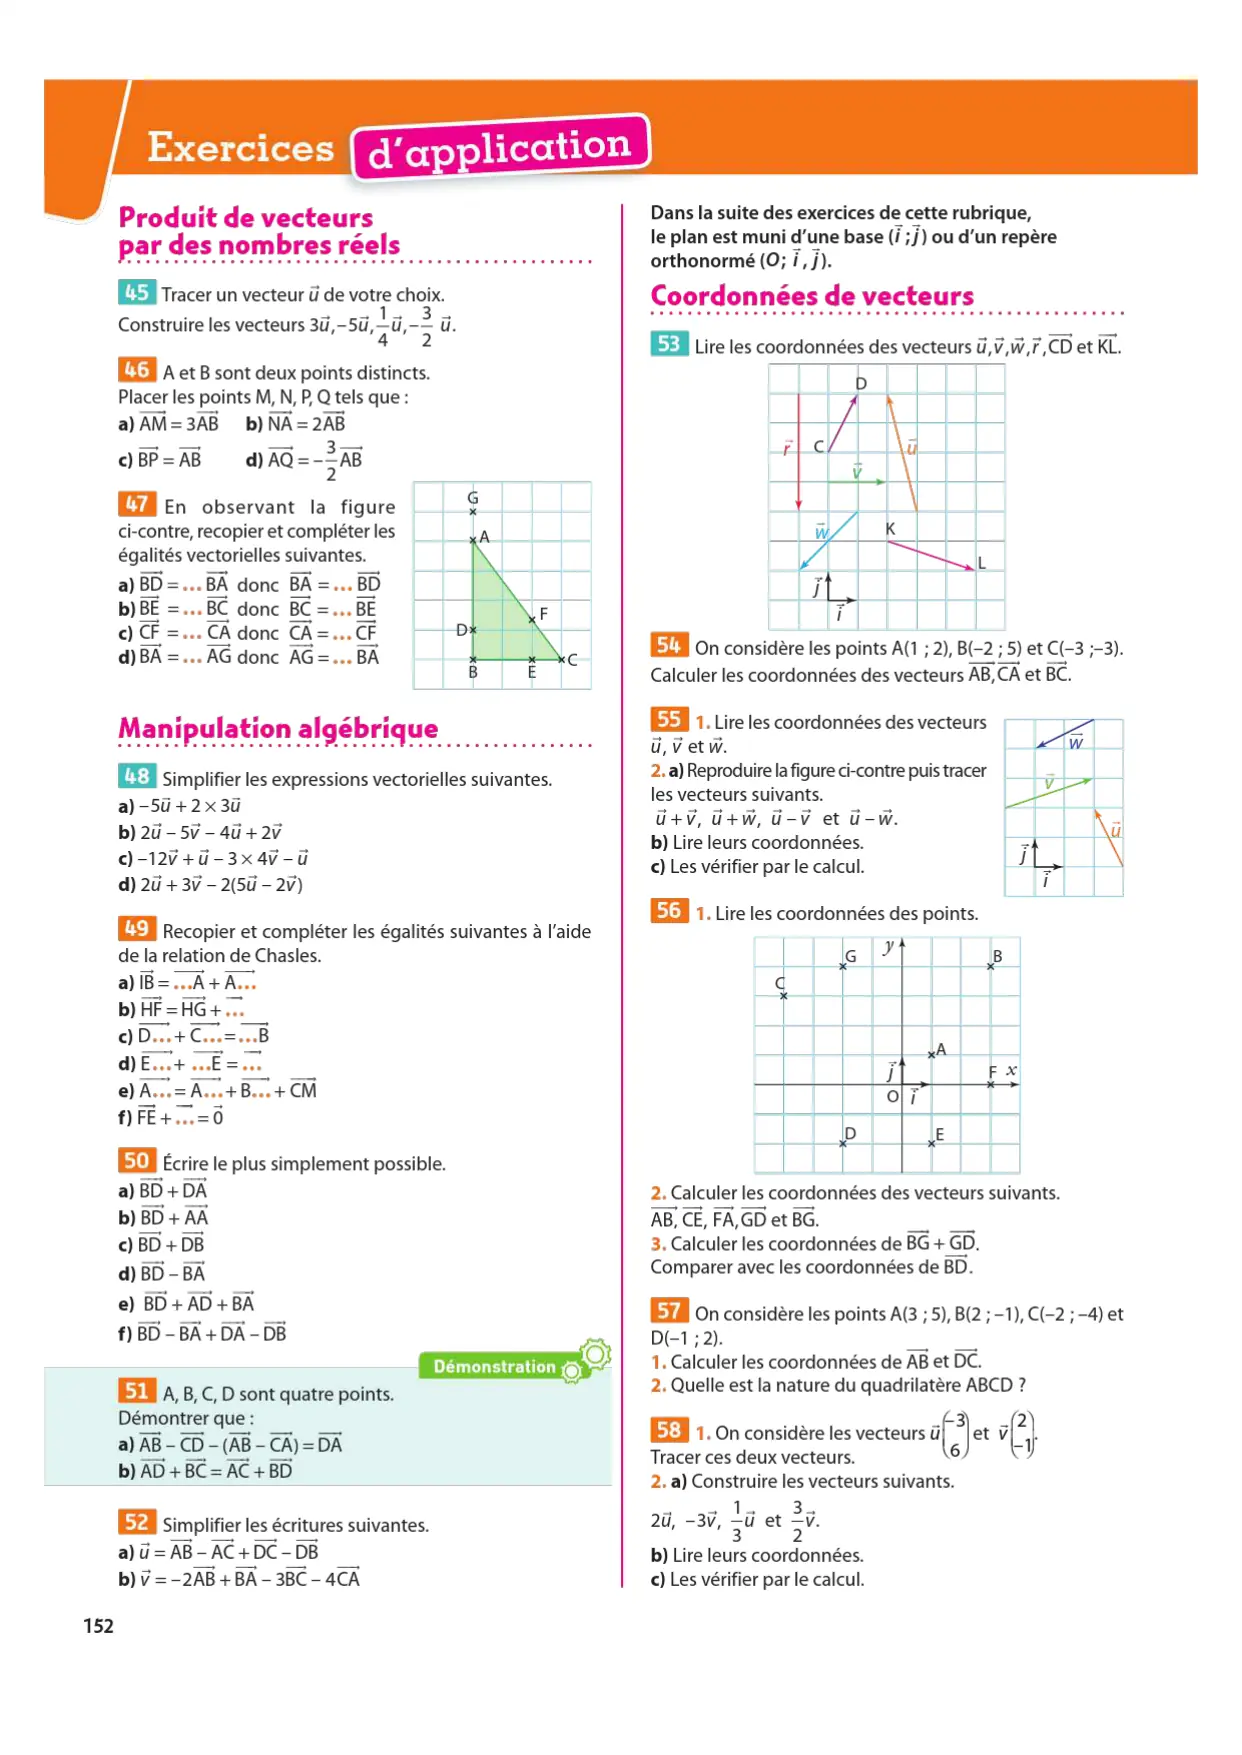 Exercices d'application
Produit de vecteurs
par des nombres réels
45 Tracer un vecteur u⃗ de votre choix.
Construire les vecteurs 3u⃗, –5u⃗, 1/4 u⃗, –3/2 u⃗.
46 A et B sont deux points distincts.
Placer les points M, N, P, Q tels que :
a) AM⃗ = 3AB⃗ b) NA⃗ = 2AB⃗
c) BP⃗ = AB⃗ d) AQ⃗ = –3/2 AB⃗
47 En observant la figure
ci-contre, recopier et compléter les
égalités vectorielles suivantes.
a) BD⃗ = ... BA⃗ donc BA⃗ = ... BD⃗
b) BE⃗ = ... BC⃗ donc BC⃗ = ... BE⃗
c) CF⃗ = ... CA⃗ donc CA⃗ = ... CF⃗
d) BA⃗ = ... AG⃗ donc AG⃗ = ... BA⃗
G
A
F
D
C
B E
Manipulation algébrique
48 Simplifier les expressions vectorielles suivantes.
a) –5u⃗ + 2 × 3u⃗
b) 2u⃗ – 5v⃗ – 4u⃗ + 2v⃗
c) –12v⃗ + u⃗ – 3 × 4v⃗ – u⃗
d) 2u⃗ + 3v⃗ – 2(5u⃗ – 2v⃗)
49 Recopier et compléter les égalités suivantes à l'aide
de la relation de Chasles.
a) IB⃗ = ...A⃗ + A...⃗
b) HF⃗ = HG⃗ + ...⃗
c) D...⃗ + C...⃗ = ...B⃗
d) E...⃗ + ...E⃗ = ...⃗
e) A...⃗ = A...⃗ + B...⃗ + CM⃗
f) FE⃗ + ...⃗ = 0⃗
50 Écrire le plus simplement possible.
a) BD⃗ + DA⃗
b) BD⃗ + AA⃗
c) BD⃗ + DB⃗
d) BD⃗ – BA⃗
e) BD⃗ + AD⃗ + BA⃗
f) BD⃗ – BA⃗ + DA⃗ – DB⃗
Démonstration
51 A, B, C, D sont quatre points.
Démontrer que :
a) AB⃗ – CD⃗ – (AB⃗ – CA⃗) = DA⃗
b) AD⃗ + BC⃗ = AC⃗ + BD⃗
52 Simplifier les écritures suivantes.
a) u⃗ = AB⃗ – AC⃗ + DC⃗ – DB⃗
b) v⃗ = –2AB⃗ + BA⃗ – 3BC⃗ – 4CA⃗
Dans la suite des exercices de cette rubrique,
le plan est muni d'une base (i⃗ ; j⃗) ou d'un repère
orthonormé (O; i⃗ , j⃗).
Coordonnées de vecteurs
53 Lire les coordonnées des vecteurs u⃗, v⃗, w⃗, r⃗, CD⃗ et KL⃗.
D
r⃗ C u⃗
v⃗
w⃗ K
L
j⃗
i⃗
54 On considère les points A(1 ; 2), B(–2 ; 5) et C(–3 ;–3).
Calculer les coordonnées des vecteurs AB⃗, CA⃗ et BC⃗.
55 1. Lire les coordonnées des vecteurs
u⃗, v⃗ et w⃗.
2. a) Reproduire la figure ci-contre puis tracer
les vecteurs suivants.
u⃗ + v⃗, u⃗ + w⃗, u⃗ – v⃗ et u⃗ – w⃗.
b) Lire leurs coordonnées.
c) Les vérifier par le calcul.
w⃗
v⃗
u⃗
j⃗
i⃗
56 1. Lire les coordonnées des points.
G y B
C
A
j⃗ F x
O i⃗
D E
2. Calculer les coordonnées des vecteurs suivants.
AB⃗, CE⃗, FA⃗, GD⃗ et BG⃗.
3. Calculer les coordonnées de BG⃗ + GD⃗.
Comparer avec les coordonnées de BD⃗.
57 On considère les points A(3 ; 5), B(2 ; –1), C(–2 ; –4) et
D(–1 ; 2).
1. Calculer les coordonnées de AB⃗ et DC⃗.
2. Quelle est la nature du quadrilatère ABCD ?
58 1. On considère les vecteurs u⃗(–3 6) et v⃗(2 –1).
Tracer ces deux vecteurs.
2. a) Construire les vecteurs suivants.
2u⃗, –3v⃗, 1/3 u⃗ et 3/2 v⃗.
b) Lire leurs coordonnées.
c) Les vérifier par le calcul.
152